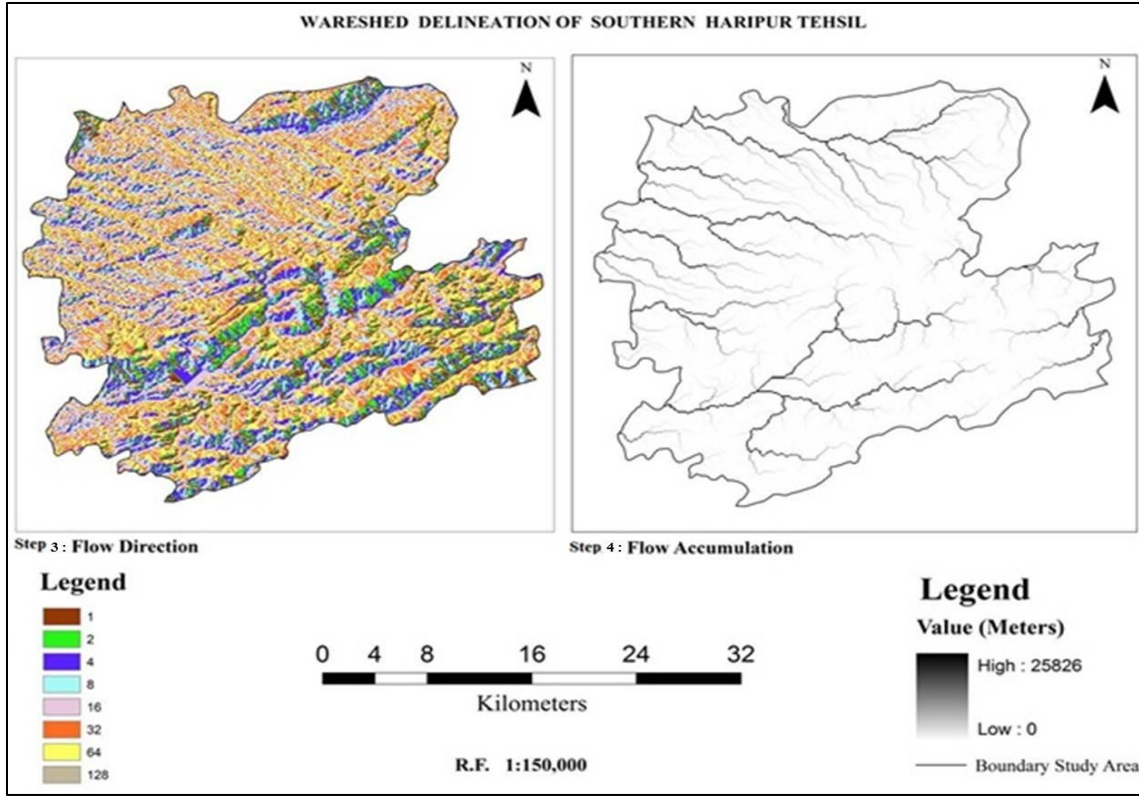 WARESHED DELINEATION OF SOUTHERN HARIPUR TEHSIL
N
N
Step 3 : Flow Direction
Step 4 : Flow Accumulation
Legend
1
2
4
8
16
32
64
128
0 4 8 16 24 32
Kilometers
R.F. 1:150,000
Legend
Value (Meters)
High : 25826
Low : 0
Boundary Study Area